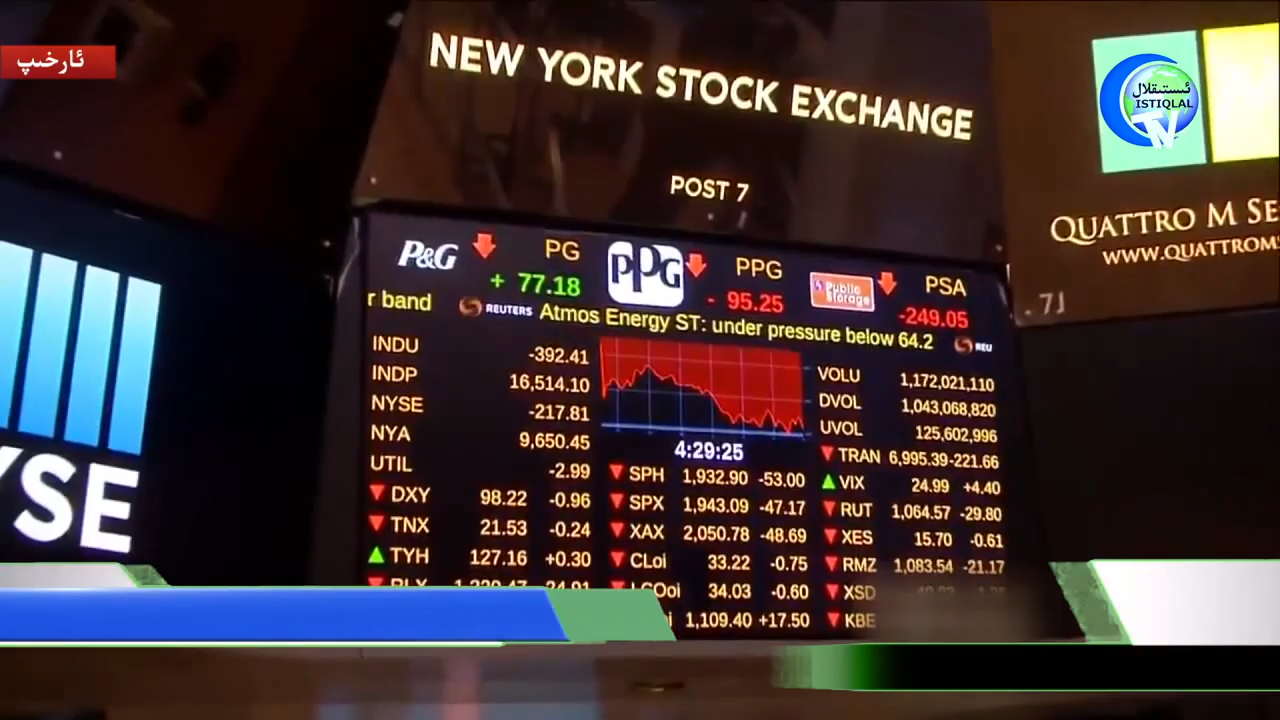 ئارخىپ
ئىستىقلال
ISTIQLAL
TV
NEW YORK STOCK EXCHANGE
POST 7
QUATTRO M SE
WWW.QUATTROMS
P&G PG PPG PPG Public Storage PSA
+ 77.18 - 95.25 -249.05
r band REUTERS Atmos Energy ST: under pressure below 64.2 REU
7J
YSE
INDU -392.41
INDP 16,514.10
NYSE -217.81
NYA 9,650.45
UTIL -2.99
DXY 98.22 -0.96
TNX 21.53 -0.24
TYH 127.16 +0.30
4:29:25
SPH 1,932.90 -53.00
SPX 1,943.09 -47.17
XAX 2,050.78 -48.69
CLoi 33.22 -0.75
LCOoi 34.03 -0.60
1,109.40 +17.50
VOLU 1,172,021,110
DVOL 1,043,068,820
UVOL 125,602,996
TRAN 6,995.39 -221.66
VIX 24.99 +4.40
RUT 1,064.57 -29.80
XES 15.70 -0.61
RMZ 1,083.54 -21.17
XSD
KBE